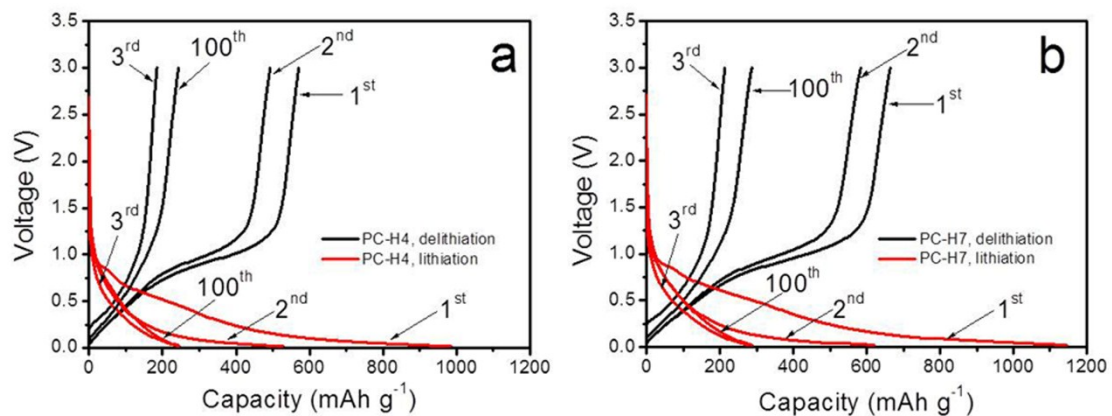 a
3.5
3.0
2.5
2.0
1.5
1.0
0.5
0.0
Voltage (V)
3rd
100th
2nd
1st
3rd
100th
2nd
1st
PC-H4, delithiation
PC-H4, lithiation
0 200 400 600 800 1000 1200
Capacity (mAh g-1)
b
3.5
3.0
2.5
2.0
1.5
1.0
0.5
0.0
Voltage (V)
3rd
100th
2nd
1st
3rd
100th
2nd
1st
PC-H7, delithiation
PC-H7, lithiation
0 200 400 600 800 1000 1200
Capacity (mAh g-1)